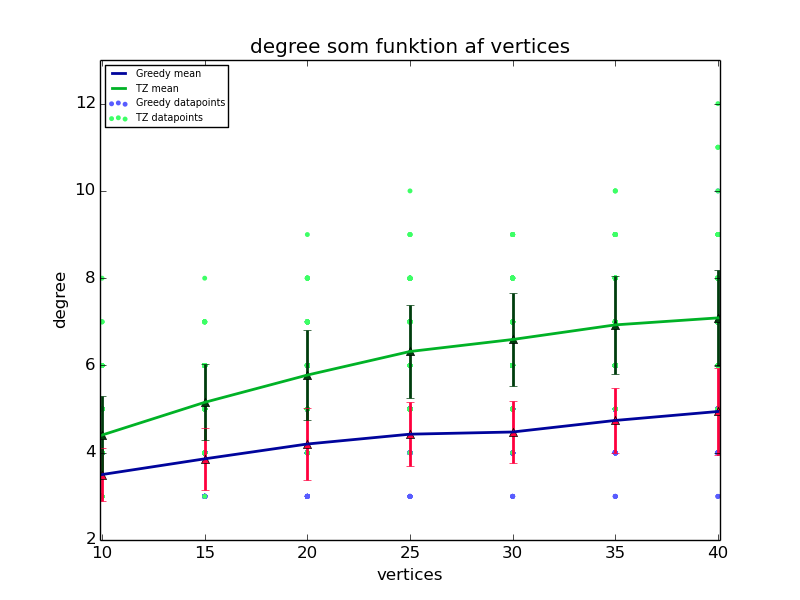 degree som funktion af vertices
Greedy mean
TZ mean
Greedy datapoints
TZ datapoints
12
10
8
6
4
2
degree
10 15 20 25 30 35 40
vertices